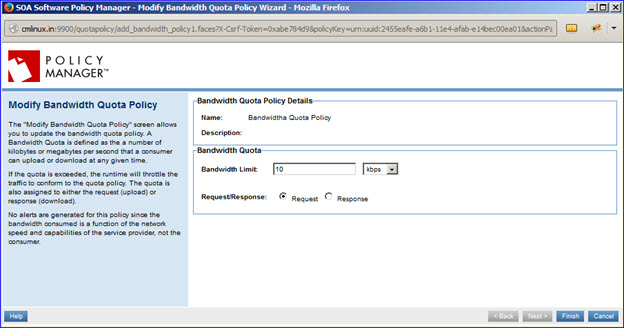 SOA Software Policy Manager - Modify Bandwidth Quota Policy Wizard - Mozilla Firefox
cmlinux.in:9900/quotapolicy/add_bandwidth_policy1.faces?X-Csrf-Token=0xabe784d9&policyKey=urn:uuid:2455eafe-a6b1-11e4-afab-e14bec00ea01&actionPa
POLICY
MANAGER™
Modify Bandwidth Quota Policy
The "Modify Bandwidth Quota Policy" screen allows
you to update the bandwidth quota policy. A
Bandwidth Quota is defined as the a number of
kilobytes or megabytes per second that a consumer
can upload or download at any given time.
If the quota is exceeded, the runtime will throttle
the traffic to conform to the quota policy. The quota is
also assigned to either the request (upload) or
response (download).
No alerts are generated for this policy since the
bandwidth consumed is a function of the network
speed and capabilities of the service provider, not the
consumer.
Bandwidth Quota Policy Details
Name: Bandwidtha Quota Policy
Description:
Bandwidth Quota
Bandwidth Limit: 10 kbps
Request/Response: Request Response
Help < Back Next > Finish Cancel